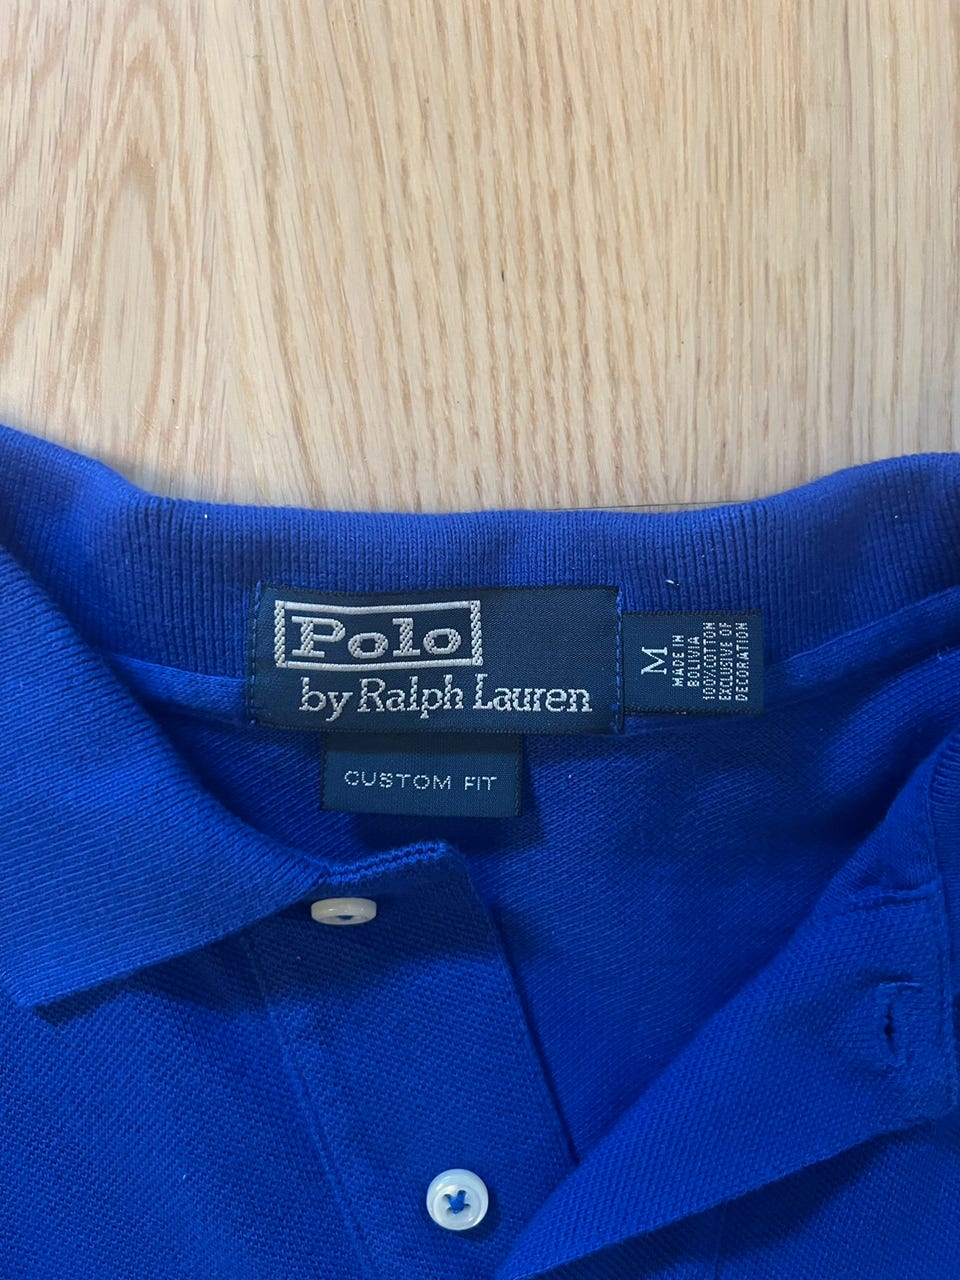 Polo
by Ralph Lauren
M
MADE IN
BOLIVIA
100% COTTON
EXCLUSIVE OF
DECORATION
CUSTOM FIT